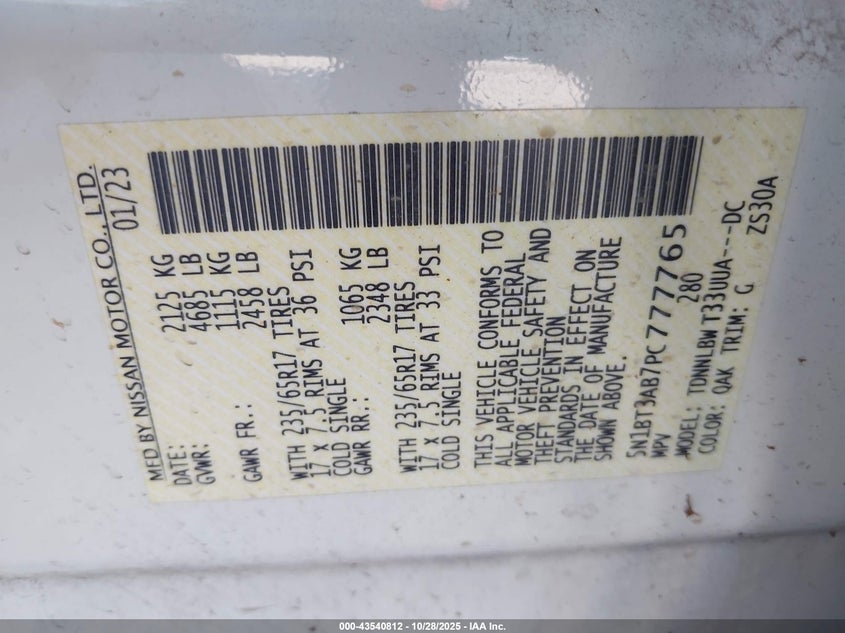 MFD BY NISSAN MOTOR CO., LTD.
DATE: 01/23
GVWR: 2125 KG
4685 LB
GAWR FR.: 1115 KG
2458 LB
WITH 235/65R17 TIRES
17 X 7.5 RIMS AT 36 PSI
COLD SINGLE
GAWR RR.: 1065 KG
2348 LB
WITH 235/65R17 TIRES
17 X 7.5 RIMS AT 33 PSI
COLD SINGLE
THIS VEHICLE CONFORMS TO
ALL APPLICABLE FEDERAL
MOTOR VEHICLE SAFETY AND
THEFT PREVENTION
STANDARDS IN EFFECT ON
THE DATE OF MANUFACTURE
SHOWN ABOVE.
5N1BT3AB7PC777765
MPV 280
MODEL: TDNNLBWT33UUA---DC
COLOR: QAK TRIM: G ZS30A
000-43540812 - 10/28/2025 - IAA Inc.